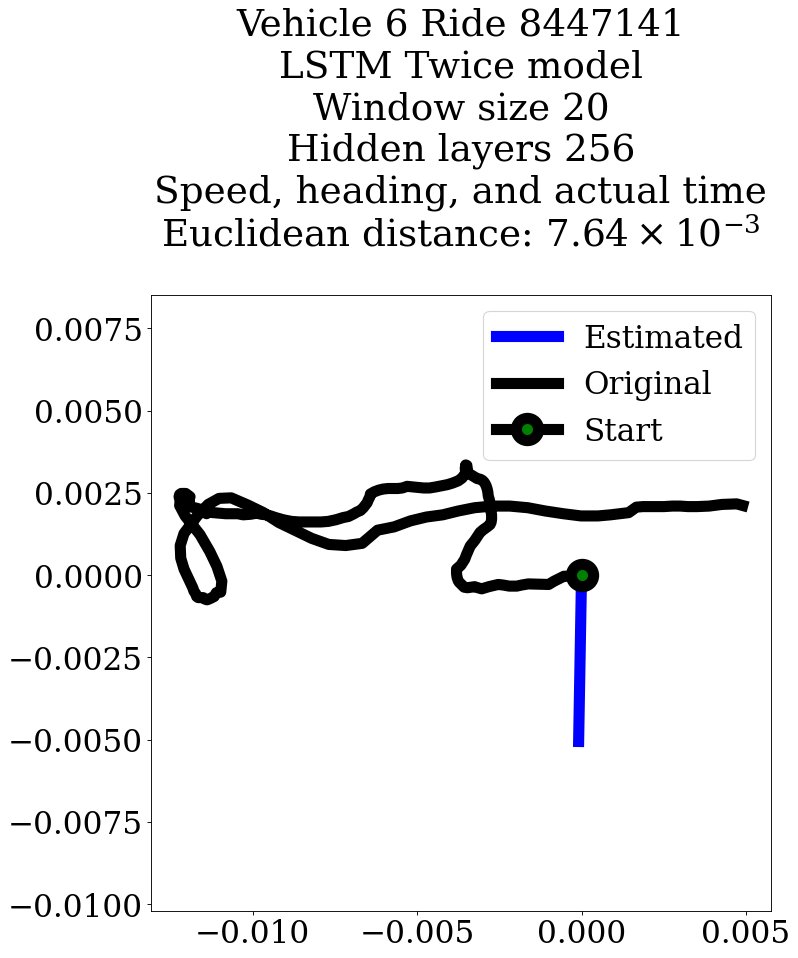 Vehicle 6 Ride 8447141
LSTM Twice model
Window size 20
Hidden layers 256
Speed, heading, and actual time
Euclidean distance: 7.64 × 10⁻³
Estimated
Original
Start
0.0075
0.0050
0.0025
0.0000
−0.0025
−0.0050
−0.0075
−0.0100
−0.010 −0.005 0.000 0.005